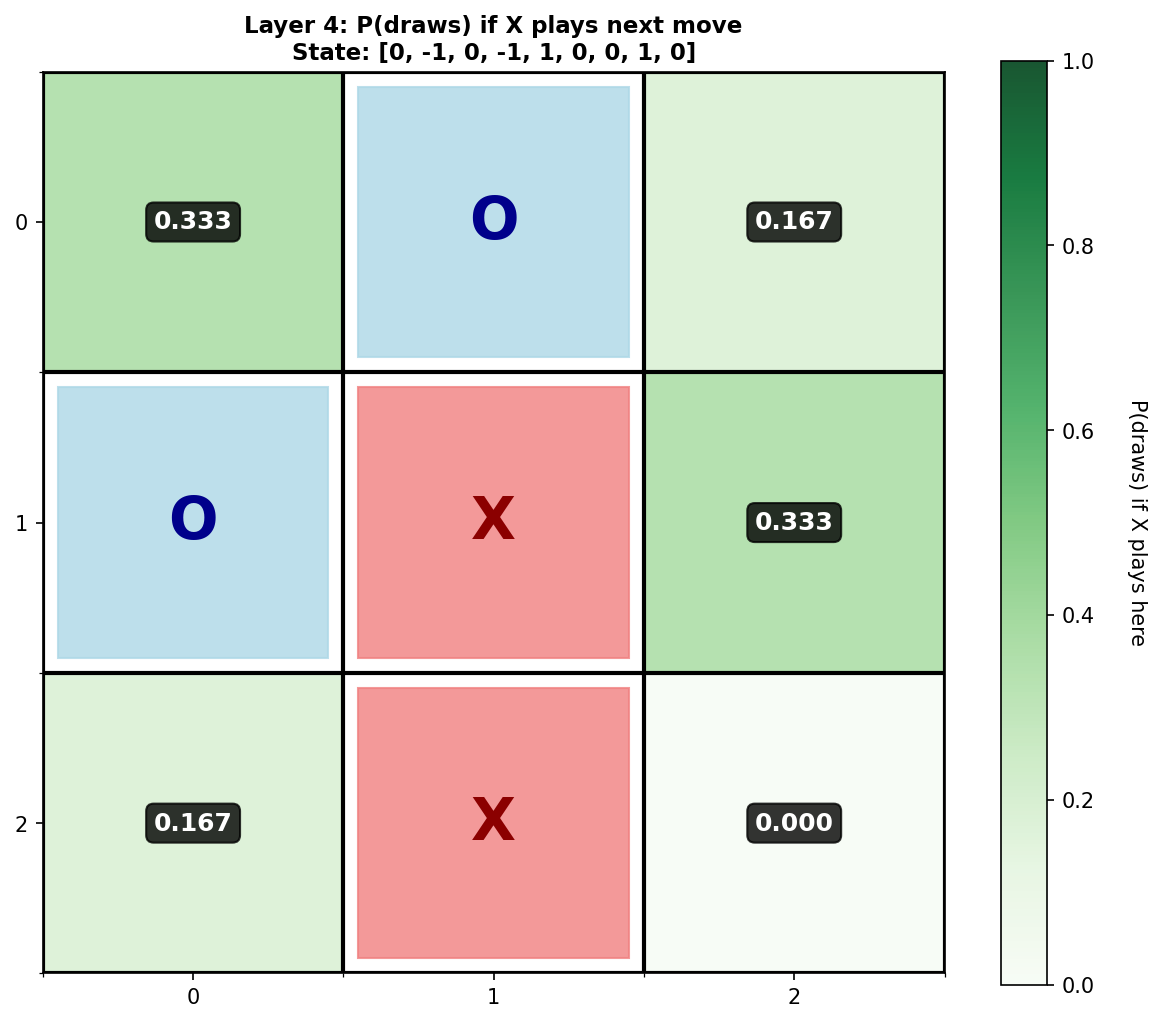 Layer 4: P(draws) if X plays next move
State: [0, -1, 0, -1, 1, 0, 0, 1, 0]
0
0.333
O
0.167
1
O
X
0.333
2
0.167
X
0.000
0
1
2
1.0
0.8
0.6
0.4
0.2
0.0
P(draws) if X plays here